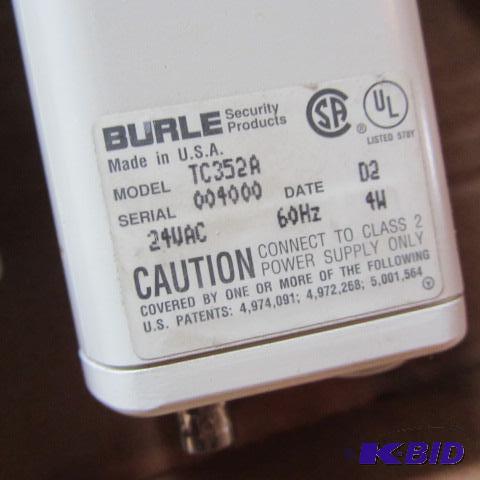 BURLE Security Products
Made in U.S.A.
MODEL TC352A
SERIAL 004000 DATE D2
24VAC 60Hz 4W
CAUTION CONNECT TO CLASS 2 POWER SUPPLY ONLY
COVERED BY ONE OR MORE OF THE FOLLOWING
U.S. PATENTS: 4,974,091; 4,972,268; 5,001,564
SA ®
UL
LISTED 57BY
K-BID